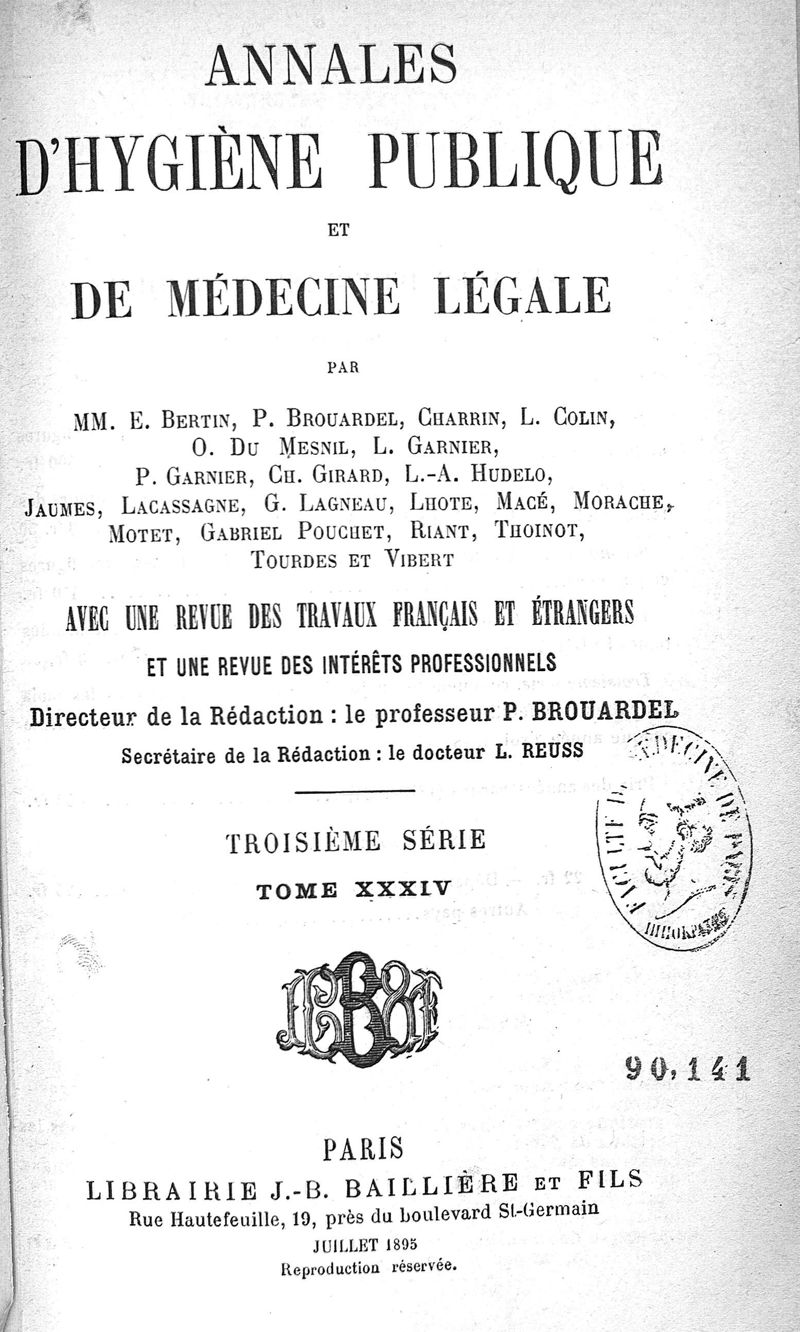 ANNALES
D'HYGIÈNE PUBLIQUE
ET
DE MÉDECINE LÉGALE
PAR
MM. E. BERTIN, P. BROUARDEL, CHARRIN, L. COLIN,
O. DU MESNIL, L. GARNIER,
P. GARNIER, CH. GIRARD, L.-A. HUDELO,
JAUMES, LACASSAGNE, G. LAGNEAU, LHOTE, MACÉ, MORACHE,
MOTET, GABRIEL POUCHET, RIANT, THOINOT,
TOURDES ET VIBERT
AVEC UNE REVUE DES TRAVAUX FRANÇAIS ET ÉTRANGERS
ET UNE REVUE DES INTÉRÊTS PROFESSIONNELS
Directeur de la Rédaction : le professeur P. BROUARDEL
Secrétaire de la Rédaction : le docteur L. REUSS
TROISIÈME SÉRIE
TOME XXXIV
90,141
PARIS
LIBRAIRIE J.-B. BAILLIÈRE ET FILS
Rue Hautefeuille, 19, près du boulevard St-Germain
JUILLET 1895
Reproduction réservée.